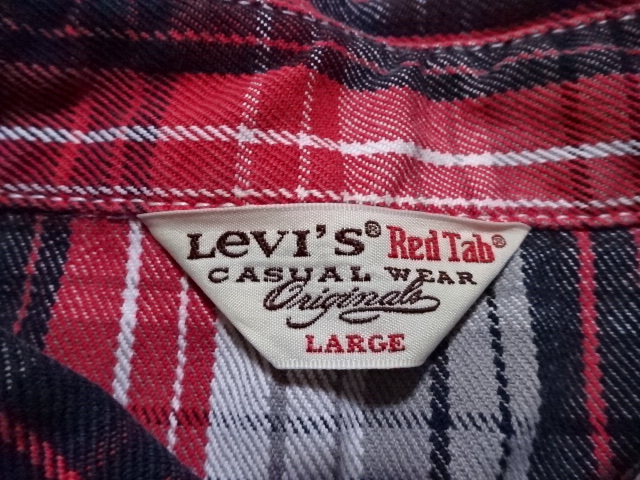 Levi's® Red Tab®
CASUAL WEAR
Originals
LARGE